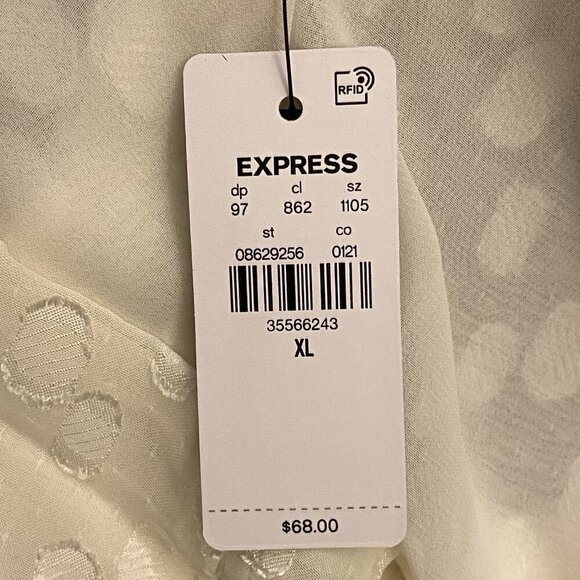 RFID
EXPRESS
dp cl sz
97 862 1105
st co
08629256 0121
35566243
XL
$68.00